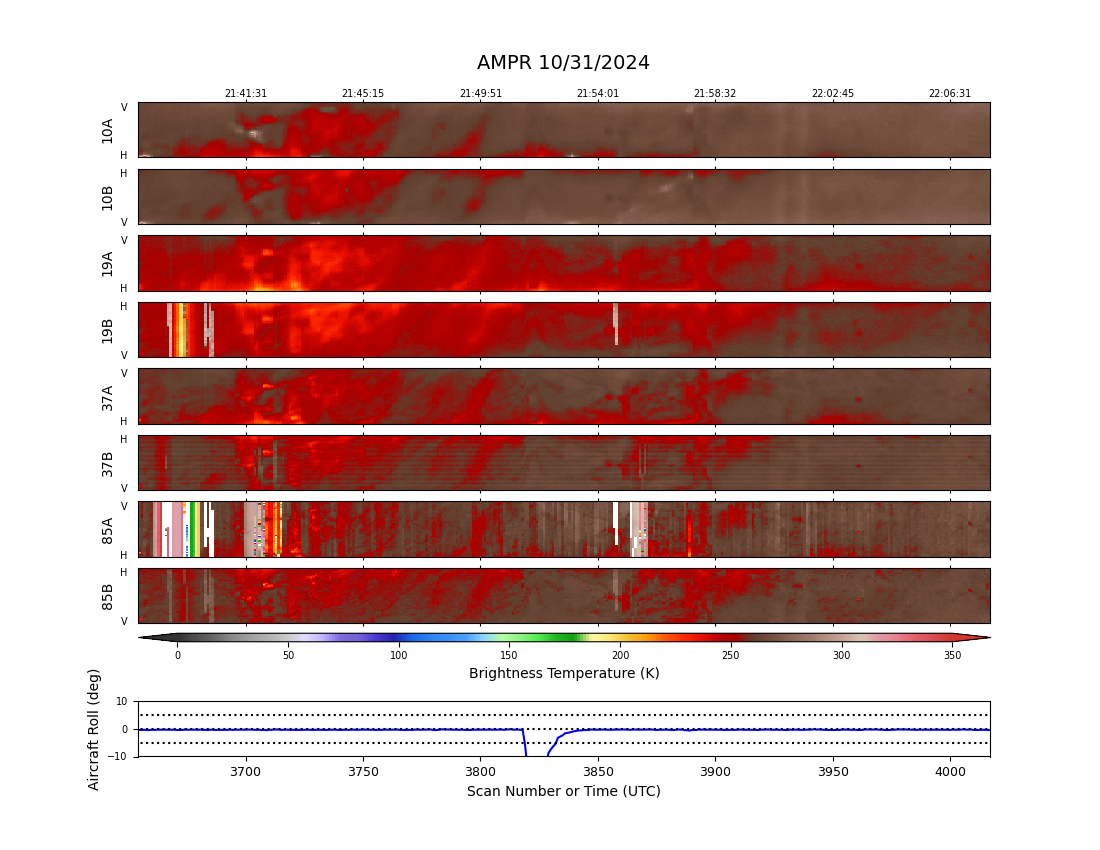 AMPR 10/31/2024
21:41:31 21:45:15 21:49:51 21:54:01 21:58:32 22:02:45 22:06:31
V
10A
H
H
10B
V
V
19A
H
H
19B
V
V
37A
H
H
37B
V
V
85A
H
H
85B
V
0 50 100 150 200 250 300 350
Brightness Temperature (K)
Aircraft Roll (deg)
10
0
−10
3700 3750 3800 3850 3900 3950 4000
Scan Number or Time (UTC)